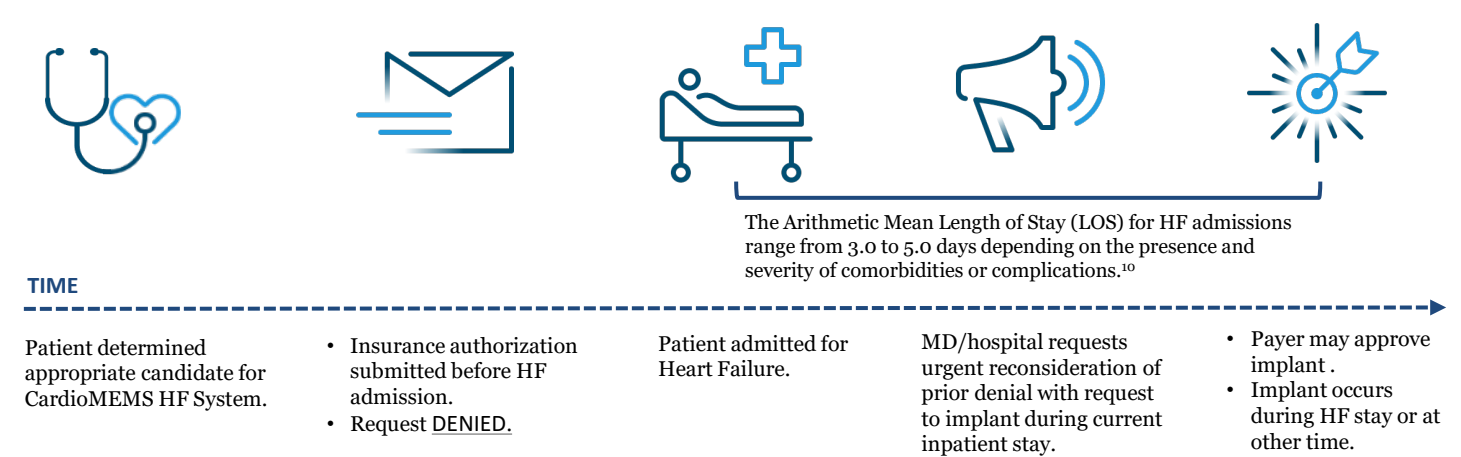 The Arithmetic Mean Length of Stay (LOS) for HF admissions
range from 3.0 to 5.0 days depending on the presence and
severity of comorbidities or complications.¹⁰
TIME
Patient determined
appropriate candidate for
CardioMEMS HF System.
• Insurance authorization
submitted before HF
admission.
• Request DENIED.
Patient admitted for
Heart Failure.
MD/hospital requests
urgent reconsideration of
prior denial with request
to implant during current
inpatient stay.
• Payer may approve
implant .
• Implant occurs
during HF stay or at
other time.